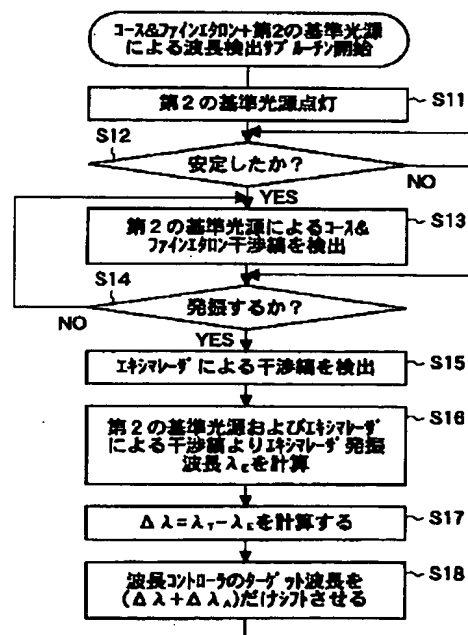 コース&ファインエタロン+第2の基準光源
による波長検出サブルーチン開始
第2の基準光源点灯
S11
S12
安定したか?
NO
YES
第2の基準光源によるコース&
ファインエタロン干渉縞を検出
S13
S14
発振するか?
NO
YES
エキシマレーザによる干渉縞を検出
S15
第2の基準光源およびエキシマレーザ
による干渉縞よりエキシマレーザ発振
波長λEを計算
S16
Δλ=λT-λEを計算する
S17
波長コントローラのターゲット波長を
(Δλ+ΔλA)だけシフトさせる
S18